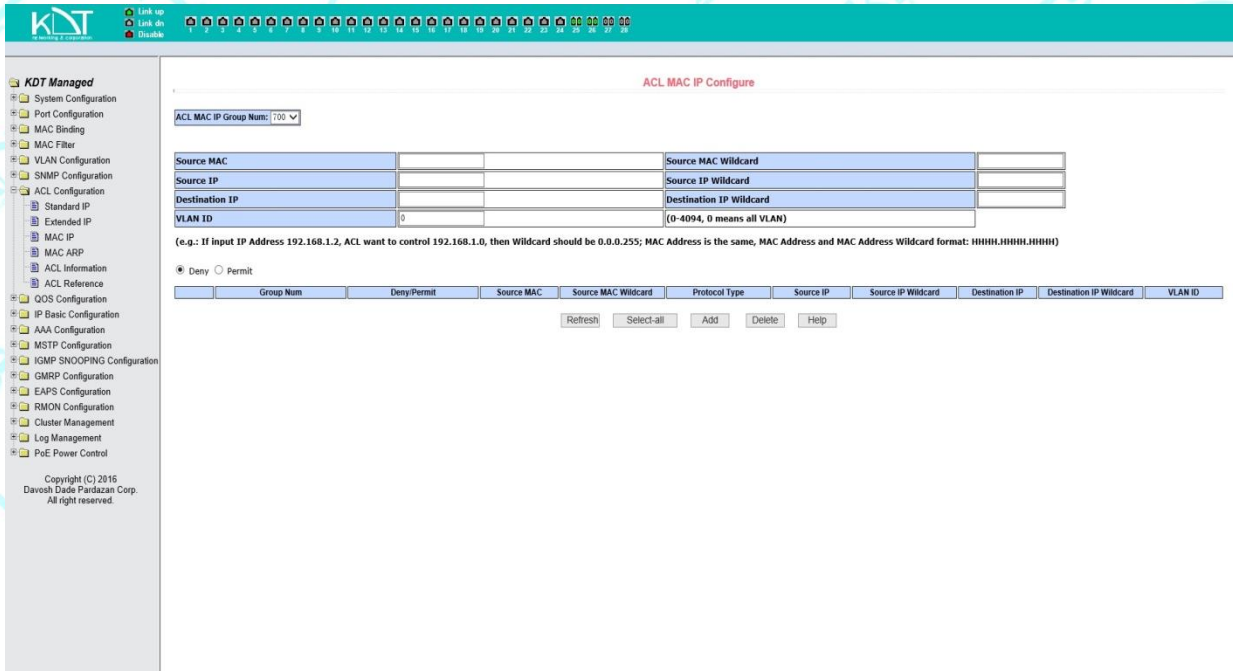 KDT
Link up
Link dn
Disable
1 2 3 4 5 6 7 8 9 10 11 12 13 14 15 16 17 18 19 20 21 22 23 24 25 26 27 28
KDT Managed
System Configuration
Port Configuration
MAC Binding
MAC Filter
VLAN Configuration
SNMP Configuration
ACL Configuration
Standard IP
Extended IP
MAC IP
MAC ARP
ACL Information
ACL Reference
QOS Configuration
IP Basic Configuration
AAA Configuration
MSTP Configuration
IGMP SNOOPING Configuration
GMRP Configuration
EAPS Configuration
RMON Configuration
Cluster Management
Log Management
PoE Power Control
Copyright (C) 2016
Davosh Dade Pardazan Corp.
All right reserved.
ACL MAC IP Configure
ACL MAC IP Group Num: 700
Source MAC Source MAC Wildcard
Source IP Source IP Wildcard
Destination IP Destination IP Wildcard
VLAN ID 0 (0-4094, 0 means all VLAN)
(e.g.: If input IP Address 192.168.1.2, ACL want to control 192.168.1.0, then Wildcard should be 0.0.0.255; MAC Address is the same, MAC Address and MAC Address Wildcard format: HHHH.HHHH.HHHH)
Deny Permit
Group Num Deny/Permit Source MAC Source MAC Wildcard Protocol Type Source IP Source IP Wildcard Destination IP Destination IP Wildcard VLAN ID
Refresh Select-all Add Delete Help